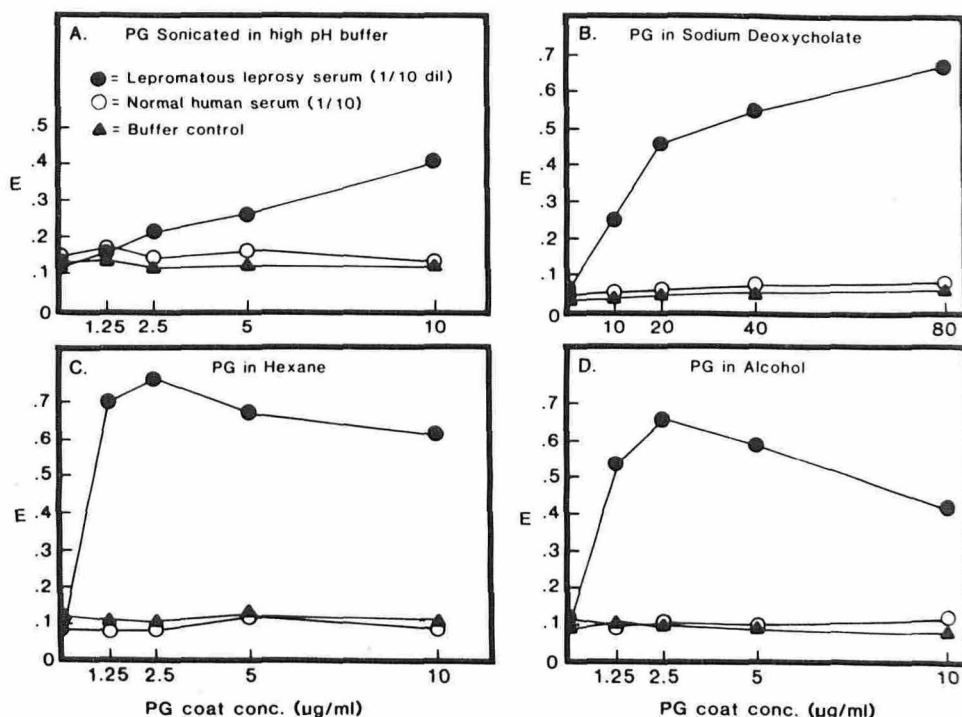 A. PG Sonicated in high pH buffer
● = Lepromatous leprosy serum (1/10 dil)
○ = Normal human serum (1/10)
▲ = Buffer control
.5
.4
.3
.2
.1
0
E
1.25 2.5 5 10
B. PG in Sodium Deoxycholate
.7
.6
.5
.4
.3
.2
.1
0
E
10 20 40 80
C. PG in Hexane
.7
.6
.5
.4
.3
.2
.1
0
E
1.25 2.5 5 10
PG coat conc. (ug/ml)
D. PG in Alcohol
.7
.6
.5
.4
.3
.2
.1
0
E
1.25 2.5 5 10
PG coat conc. (µg/ml)